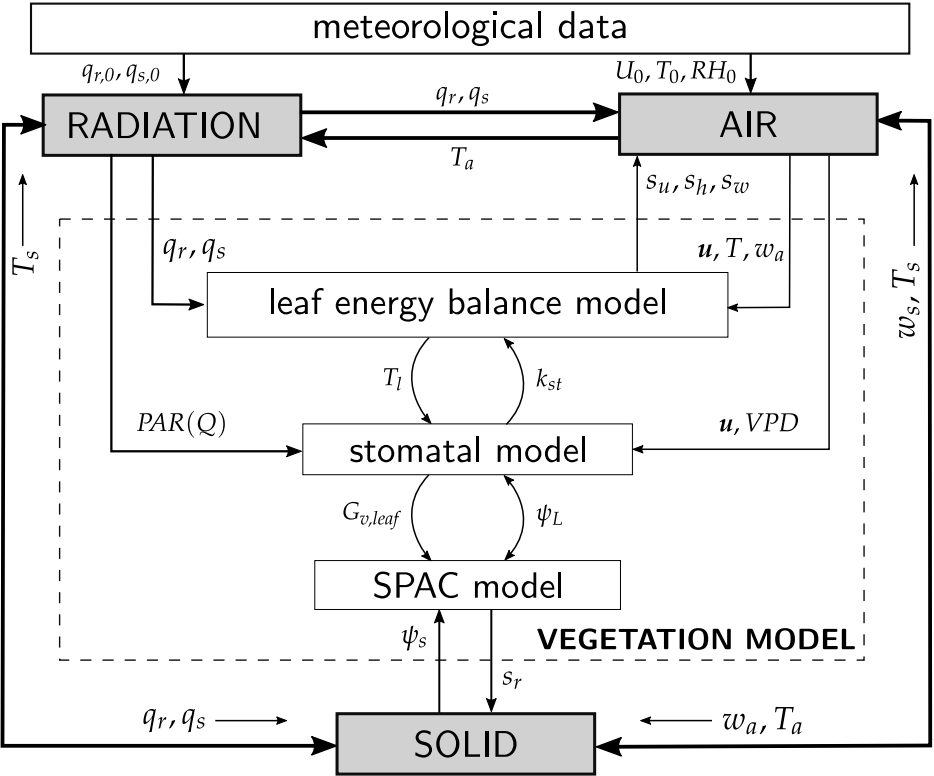 meteorological data
q_{r,0}, q_{s,0}
U_0, T_0, RH_0
RADIATION
q_r, q_s
AIR
T_a
s_u, s_h, s_w
T_s
q_r, q_s
u, T, w_a
w_s, T_s
leaf energy balance model
T_l
k_{st}
PAR(Q)
u, VPD
stomatal model
G_{v,leaf}
ψ_L
SPAC model
ψ_s
VEGETATION MODEL
s_r
q_r, q_s
w_a, T_a
SOLID